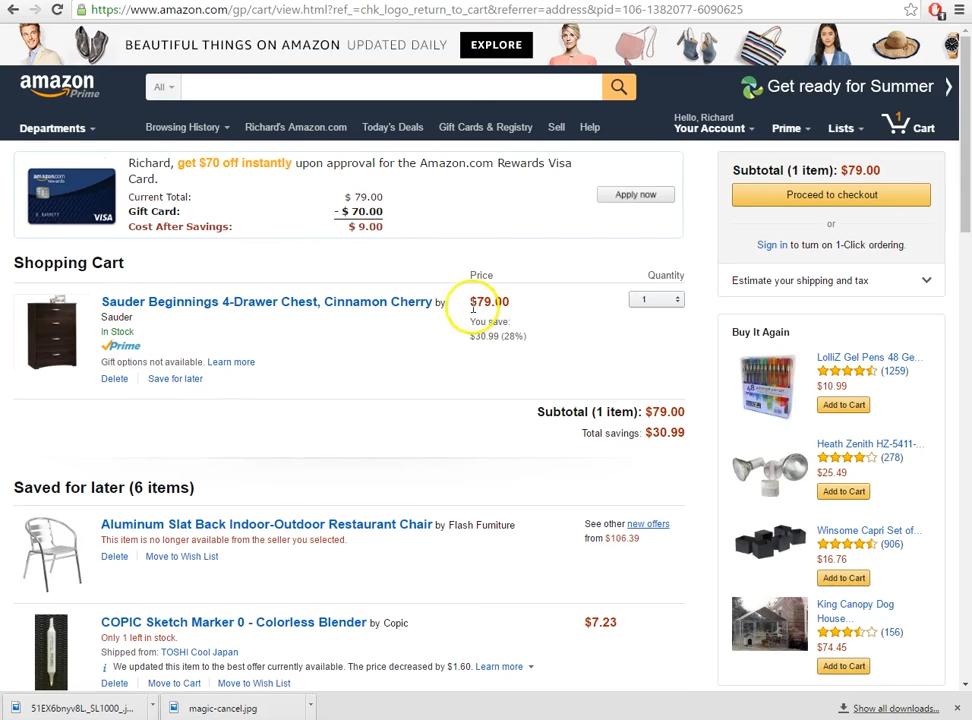 https://www.amazon.com/gp/cart/view.html?ref_=chk_logo_return_to_cart&referrer=address&pid=106-1382077-6090625
BEAUTIFUL THINGS ON AMAZON UPDATED DAILY EXPLORE
amazon Prime
All
Get ready for Summer
Departments
Browsing History
Richard's Amazon.com
Today's Deals
Gift Cards & Registry
Sell
Help
Hello, Richard
Your Account
Prime
Lists
1
Cart
amazon.com
rewards
VISA
Richard, get $70 off instantly upon approval for the Amazon.com Rewards Visa
Card.
Current Total: $ 79.00
Gift Card: - $ 70.00
Cost After Savings: $ 9.00
Apply now
Subtotal (1 item): $79.00
Proceed to checkout
or
Sign in to turn on 1-Click ordering.
Estimate your shipping and tax
Shopping Cart
Price
Quantity
Sauder Beginnings 4-Drawer Chest, Cinnamon Cherry by
Sauder
In Stock
Prime
Gift options not available. Learn more
Delete
Save for later
$79.00
You save:
$30.99 (28%)
1
Subtotal (1 item): $79.00
Total savings: $30.99
Saved for later (6 items)
Aluminum Slat Back Indoor-Outdoor Restaurant Chair by Flash Furniture
This item is no longer available from the seller you selected.
Delete
Move to Wish List
See other new offers
from $106.39
COPIC Sketch Marker 0 - Colorless Blender by Copic
Only 1 left in stock.
Shipped from: TOSHI Cool Japan
i We updated this item to the best offer currently available. The price decreased by $1.60. Learn more
Delete
Move to Cart
Move to Wish List
$7.23
Buy It Again
LolliZ Gel Pens 48 Ge...
(1259)
$10.99
Add to Cart
Heath Zenith HZ-5411-...
(278)
$25.49
Add to Cart
Winsome Capri Set of...
(906)
$16.76
Add to Cart
King Canopy Dog
House...
(156)
$74.45
Add to Cart
51EX6bnyv8L._SL1000_.j...
magic-cancel.jpg
Show all downloads...